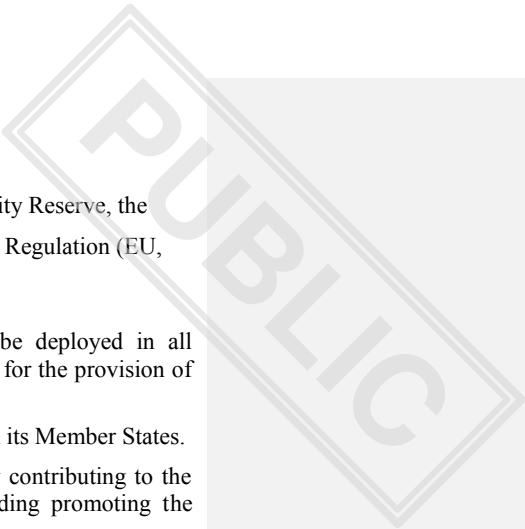 PUBLIC
ity Reserve, the
Regulation (EU,
be deployed in all
for the provision of
its Member States.
contributing to the
ding promoting the